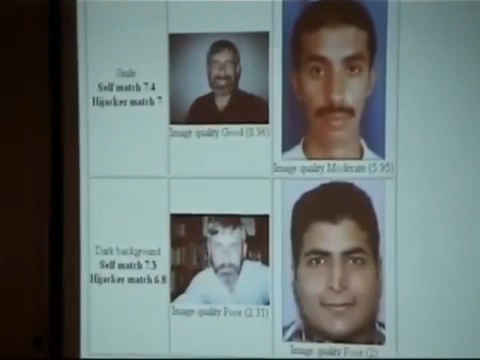 Smile
Self match 7.4
Hijacker match 7
Image quality Good (8.36)
Image quality Moderate (5.95)
Dark background
Self match 7.3
Hijacker match 6.8
Image quality Poor (2.31)
Image quality Poor (2